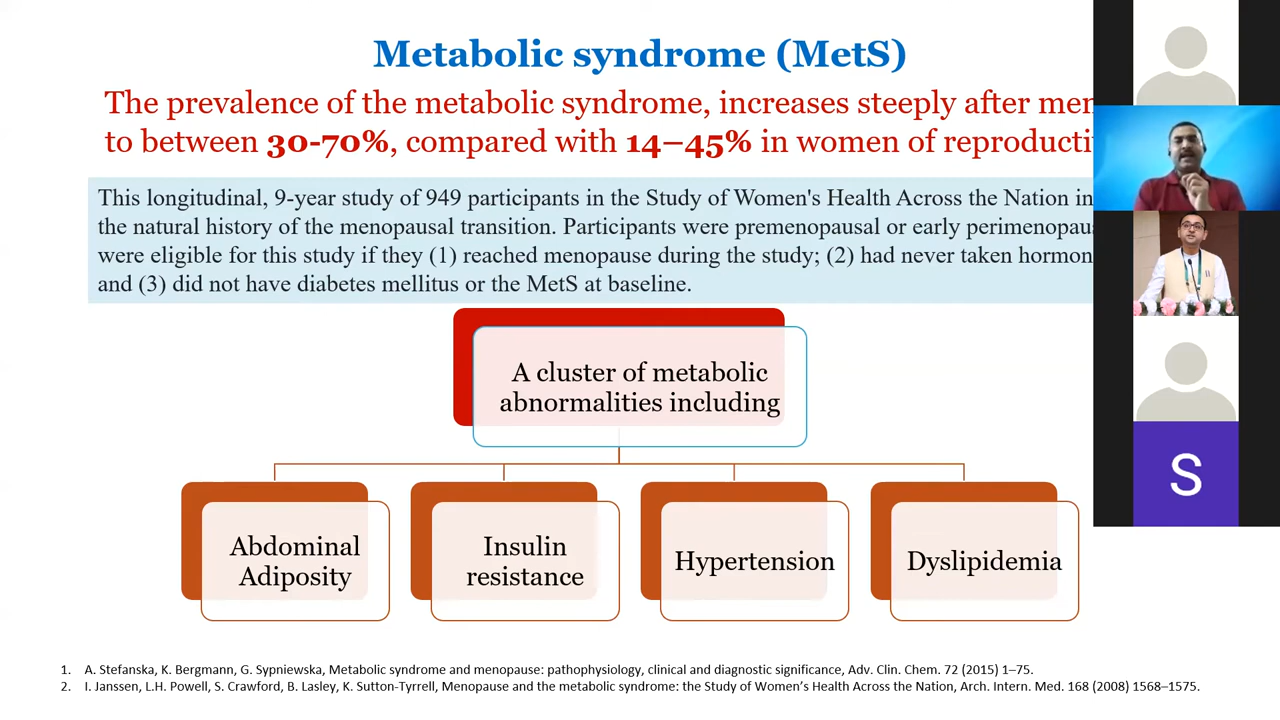 Metabolic syndrome (MetS)
The prevalence of the metabolic syndrome, increases steeply after
to between 30-70%, compared with 14–45% in women of
This longitudinal, 9-year study of 949 participants in the Study of Women's Health Across the Nation
the natural history of the menopausal transition. Participants were premenopausal or early
were eligible for this study if they (1) reached menopause during the study; (2) had never taken
and (3) did not have diabetes mellitus or the MetS at baseline.
A cluster of metabolic
abnormalities including
Abdominal
Adiposity
Insulin
resistance
Hypertension
Dyslipidemia
S
1. A. Stefanska, K. Bergmann, G. Sypniewska, Metabolic syndrome and menopause: pathophysiology, clinical and diagnostic significance, Adv. Clin. Chem. 72 (2015) 1–75.
2. I. Janssen, L.H. Powell, S. Crawford, B. Lasley, K. Sutton-Tyrrell, Menopause and the metabolic syndrome: the Study of Women's Health Across the Nation, Arch. Intern. Med. 168 (2008) 1568–1575.